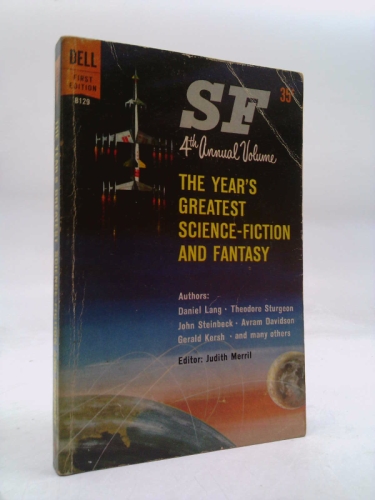 DELL
FIRST
EDITION
B129
SF
35¢
4th Annual Volume
THE YEAR'S
GREATEST
SCIENCE-FICTION
AND FANTASY
Authors:
Daniel Lang · Theodore Sturgeon
John Steinbeck · Avram Davidson
Gerald Kersh · and many others
Editor: Judith Merril